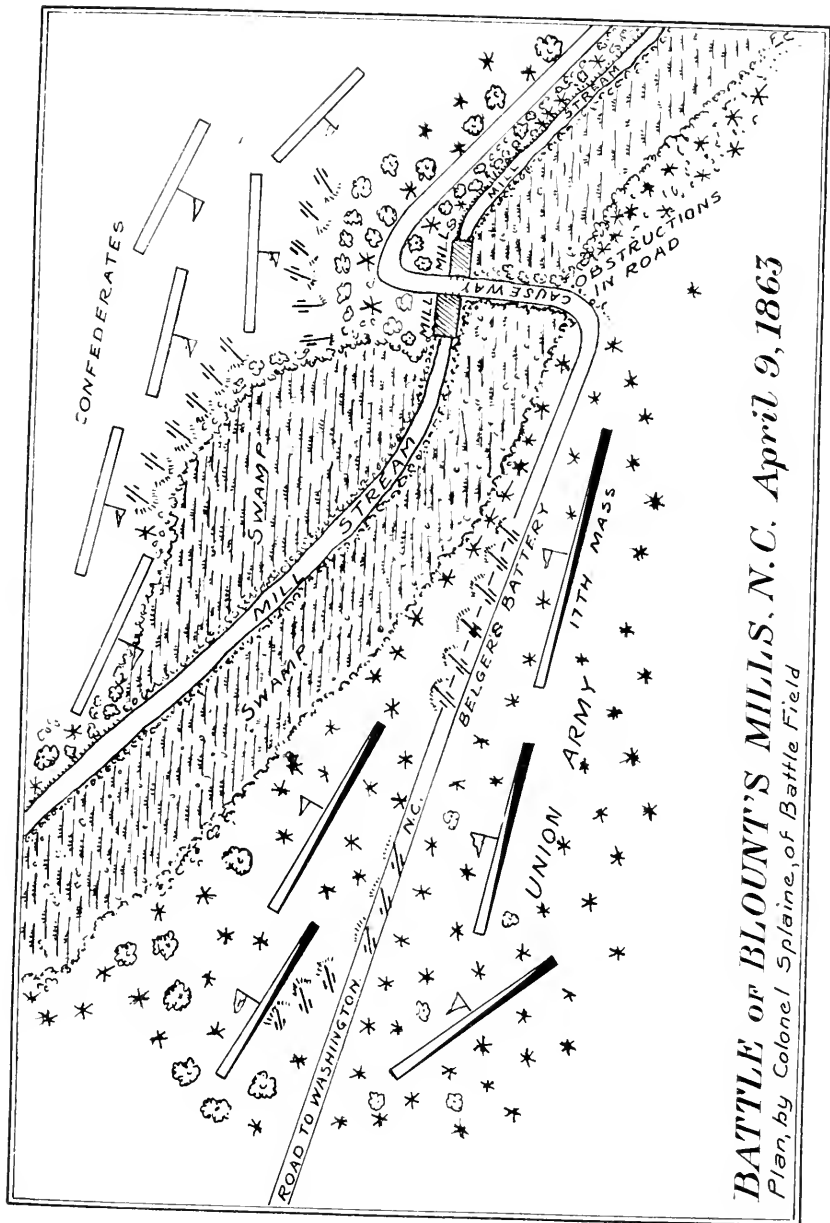 CONFEDERATES
SWAMP
MILL STREAM
SWAMP
MILL
MILLS
MILL STREAM
CAUSEWAY
OBSTRUCTIONS
IN ROAD
BELGERS BATTERY
17TH MASS
UNION ARMY
ROAD TO WASHINGTON N.C.
F.C.
BATTLE OF BLOUNT'S MILLS, N.C. April 9, 1863
Plan, by Colonel Splaine, of Battle Field